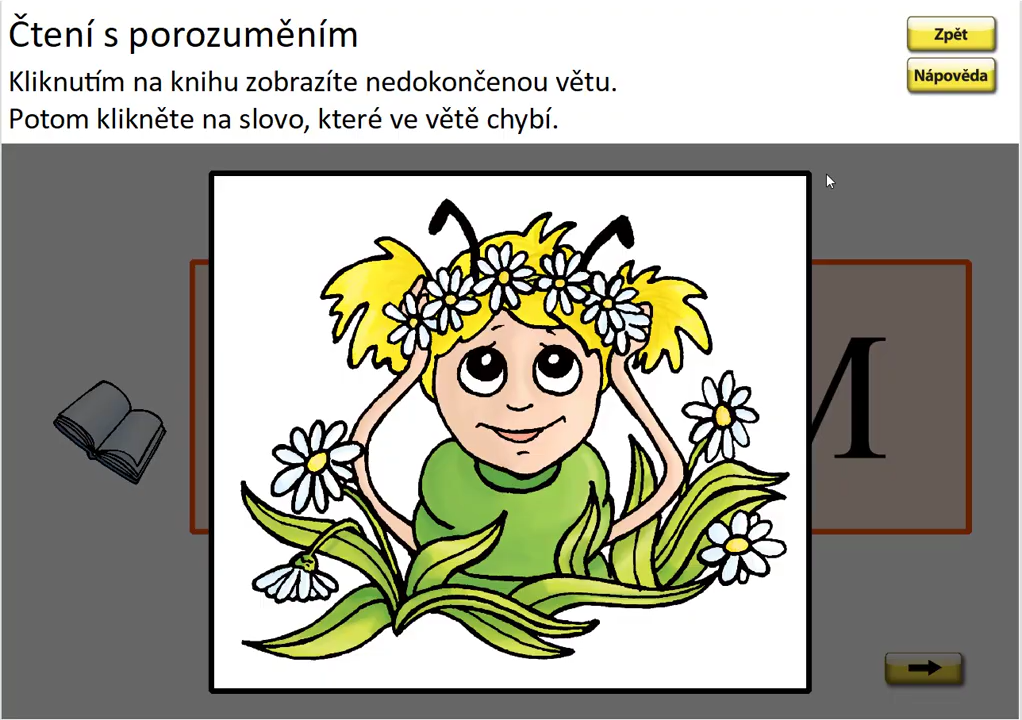 Čtení s porozuměním
Zpět
Kliknutím na knihu zobrazíte nedokončenou větu.
Nápověda
Potom klikněte na slovo, které ve větě chybí.
M